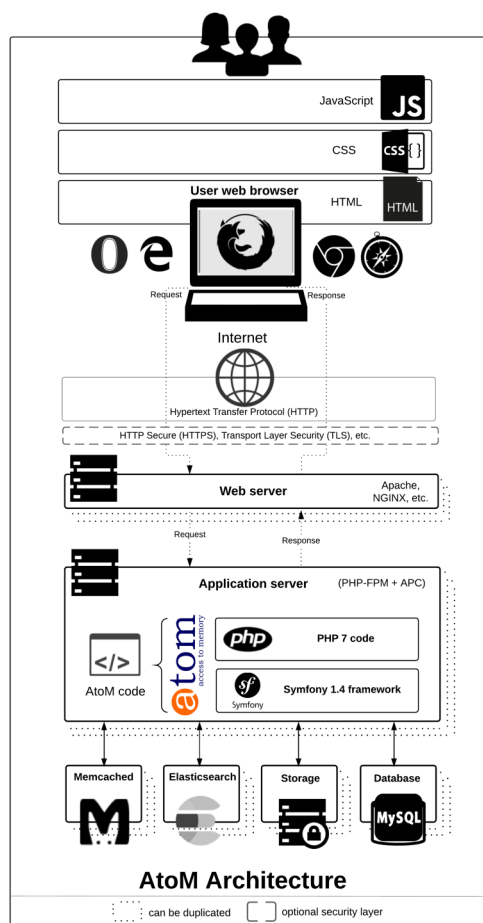 JavaScript
JS
CSS
CSS {}
User web browser
HTML
HTML
Request
Response
Internet
Hypertext Transfer Protocol (HTTP)
HTTP Secure (HTTPS), Transport Layer Security (TLS), etc.
Web server
Apache,
NGINX, etc.
Request
Response
Application server
(PHP-FPM + APC)
</>
AtoM code
atom
access to memory
php
PHP 7 code
sf
Symfony
Symfony 1.4 framework
Memcached
Elasticsearch
Storage
Database
M
MySQL
AtoM Architecture
can be duplicated
optional security layer